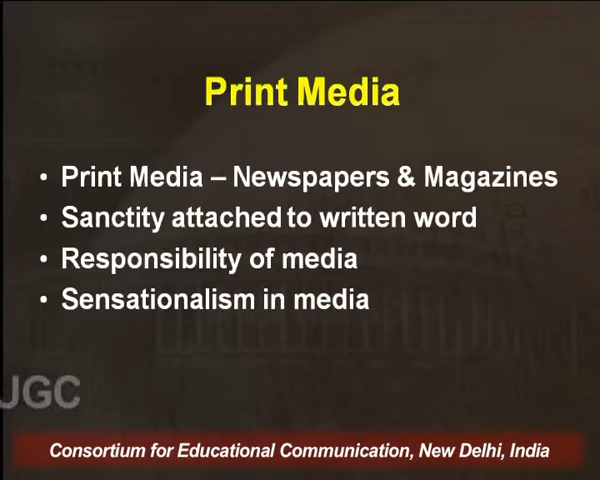 Print Media
• Print Media – Newspapers & Magazines
• Sanctity attached to written word
• Responsibility of media
• Sensationalism in media
JGC
Consortium for Educational Communication, New Delhi, India